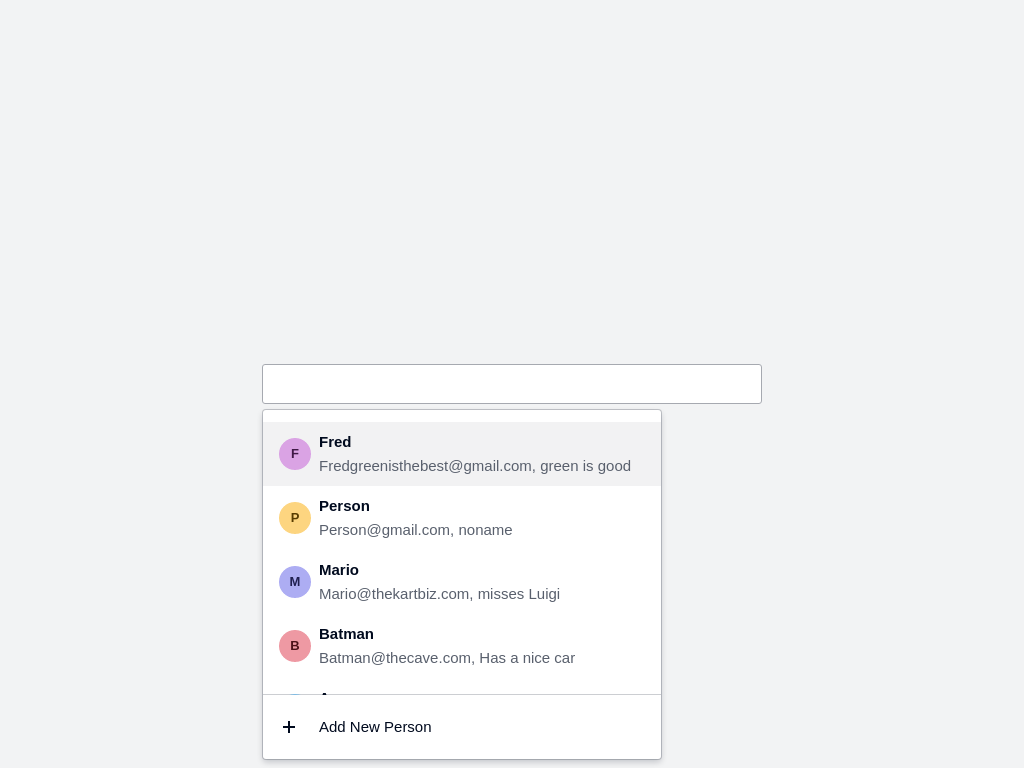 F
Fred
Fredgreenisthebest@gmail.com, green is good
P
Person
Person@gmail.com, noname
M
Mario
Mario@thekartbiz.com, misses Luigi
B
Batman
Batman@thecave.com, Has a nice car
Add New Person